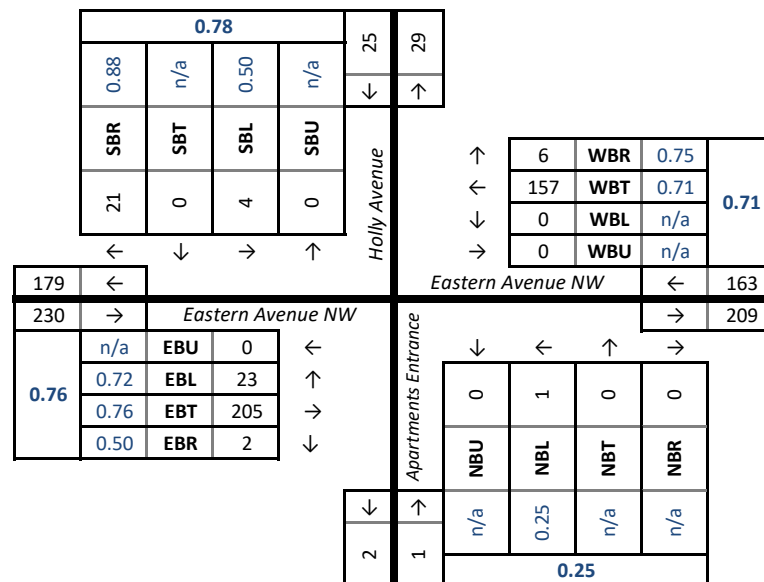 0.78
0.88 n/a 0.50 n/a
SBR SBT SBL SBU
21 0 4 0
← ↓ → ↑
25 29
↓ ↑
Holly Avenue
↑ 6 WBR 0.75
← 157 WBT 0.71
↓ 0 WBL n/a
→ 0 WBU n/a
0.71
179 ←
Eastern Avenue NW
← 163
230 →
Eastern Avenue NW
→ 209
0.76
n/a EBU 0 ←
0.72 EBL 23 ↑
0.76 EBT 205 →
0.50 EBR 2 ↓
Apartments Entrance
↓ ← ↑ →
0 1 0 0
NBU NBL NBT NBR
n/a 0.25 n/a n/a
0.25
↓ ↑
2 1